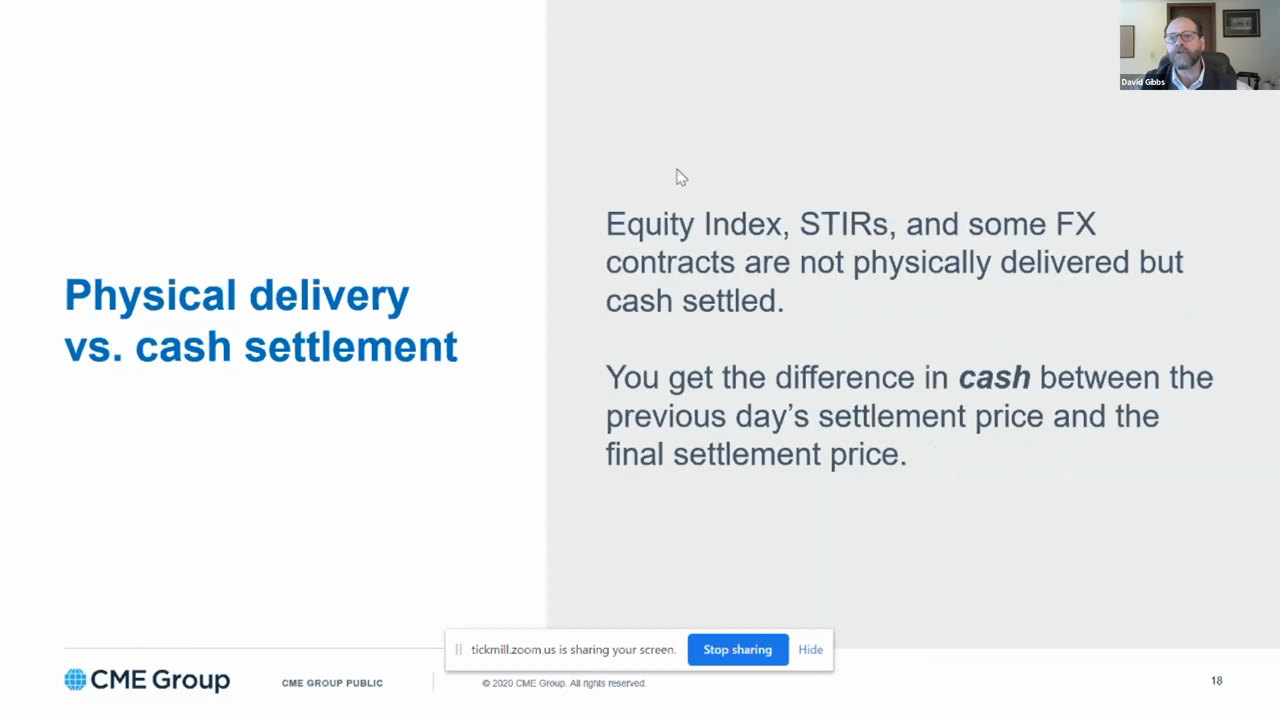 David Gibbs
Physical delivery
vs. cash settlement
Equity Index, STIRs, and some FX
contracts are not physically delivered but
cash settled.
You get the difference in cash between the
previous day’s settlement price and the
final settlement price.
tickmill.zoom.us is sharing your screen. Stop sharing Hide
CME Group CME GROUP PUBLIC © 2020 CME Group. All rights reserved. 18